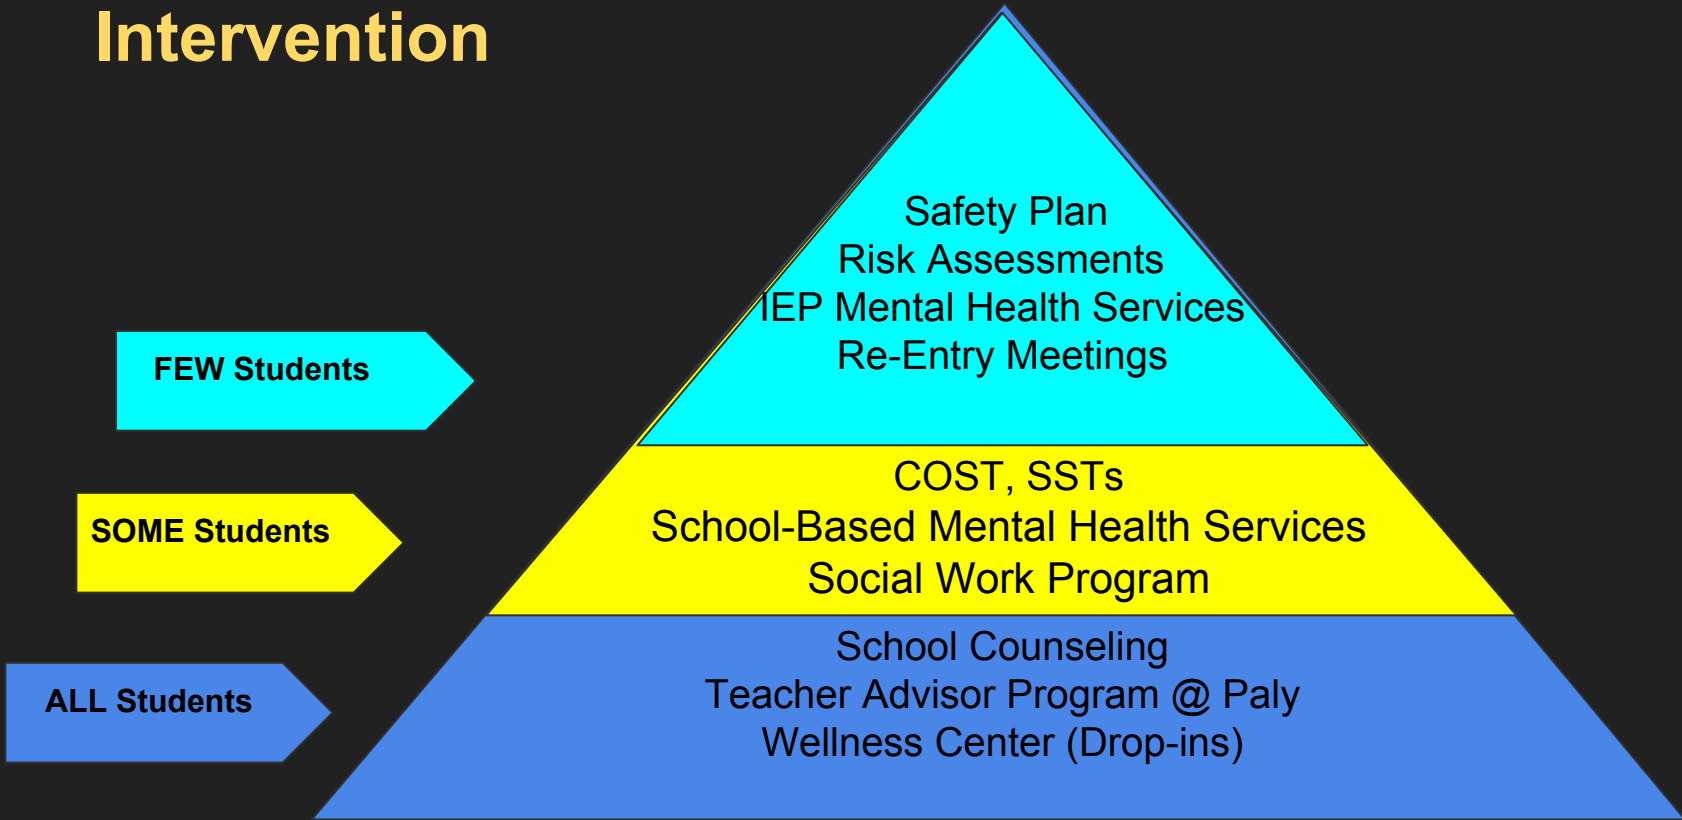 Intervention
Safety Plan
Risk Assessments
IEP Mental Health Services
Re-Entry Meetings
FEW Students
COST, SSTs
School-Based Mental Health Services
Social Work Program
SOME Students
School Counseling
Teacher Advisor Program @ Paly
Wellness Center (Drop-ins)
ALL Students